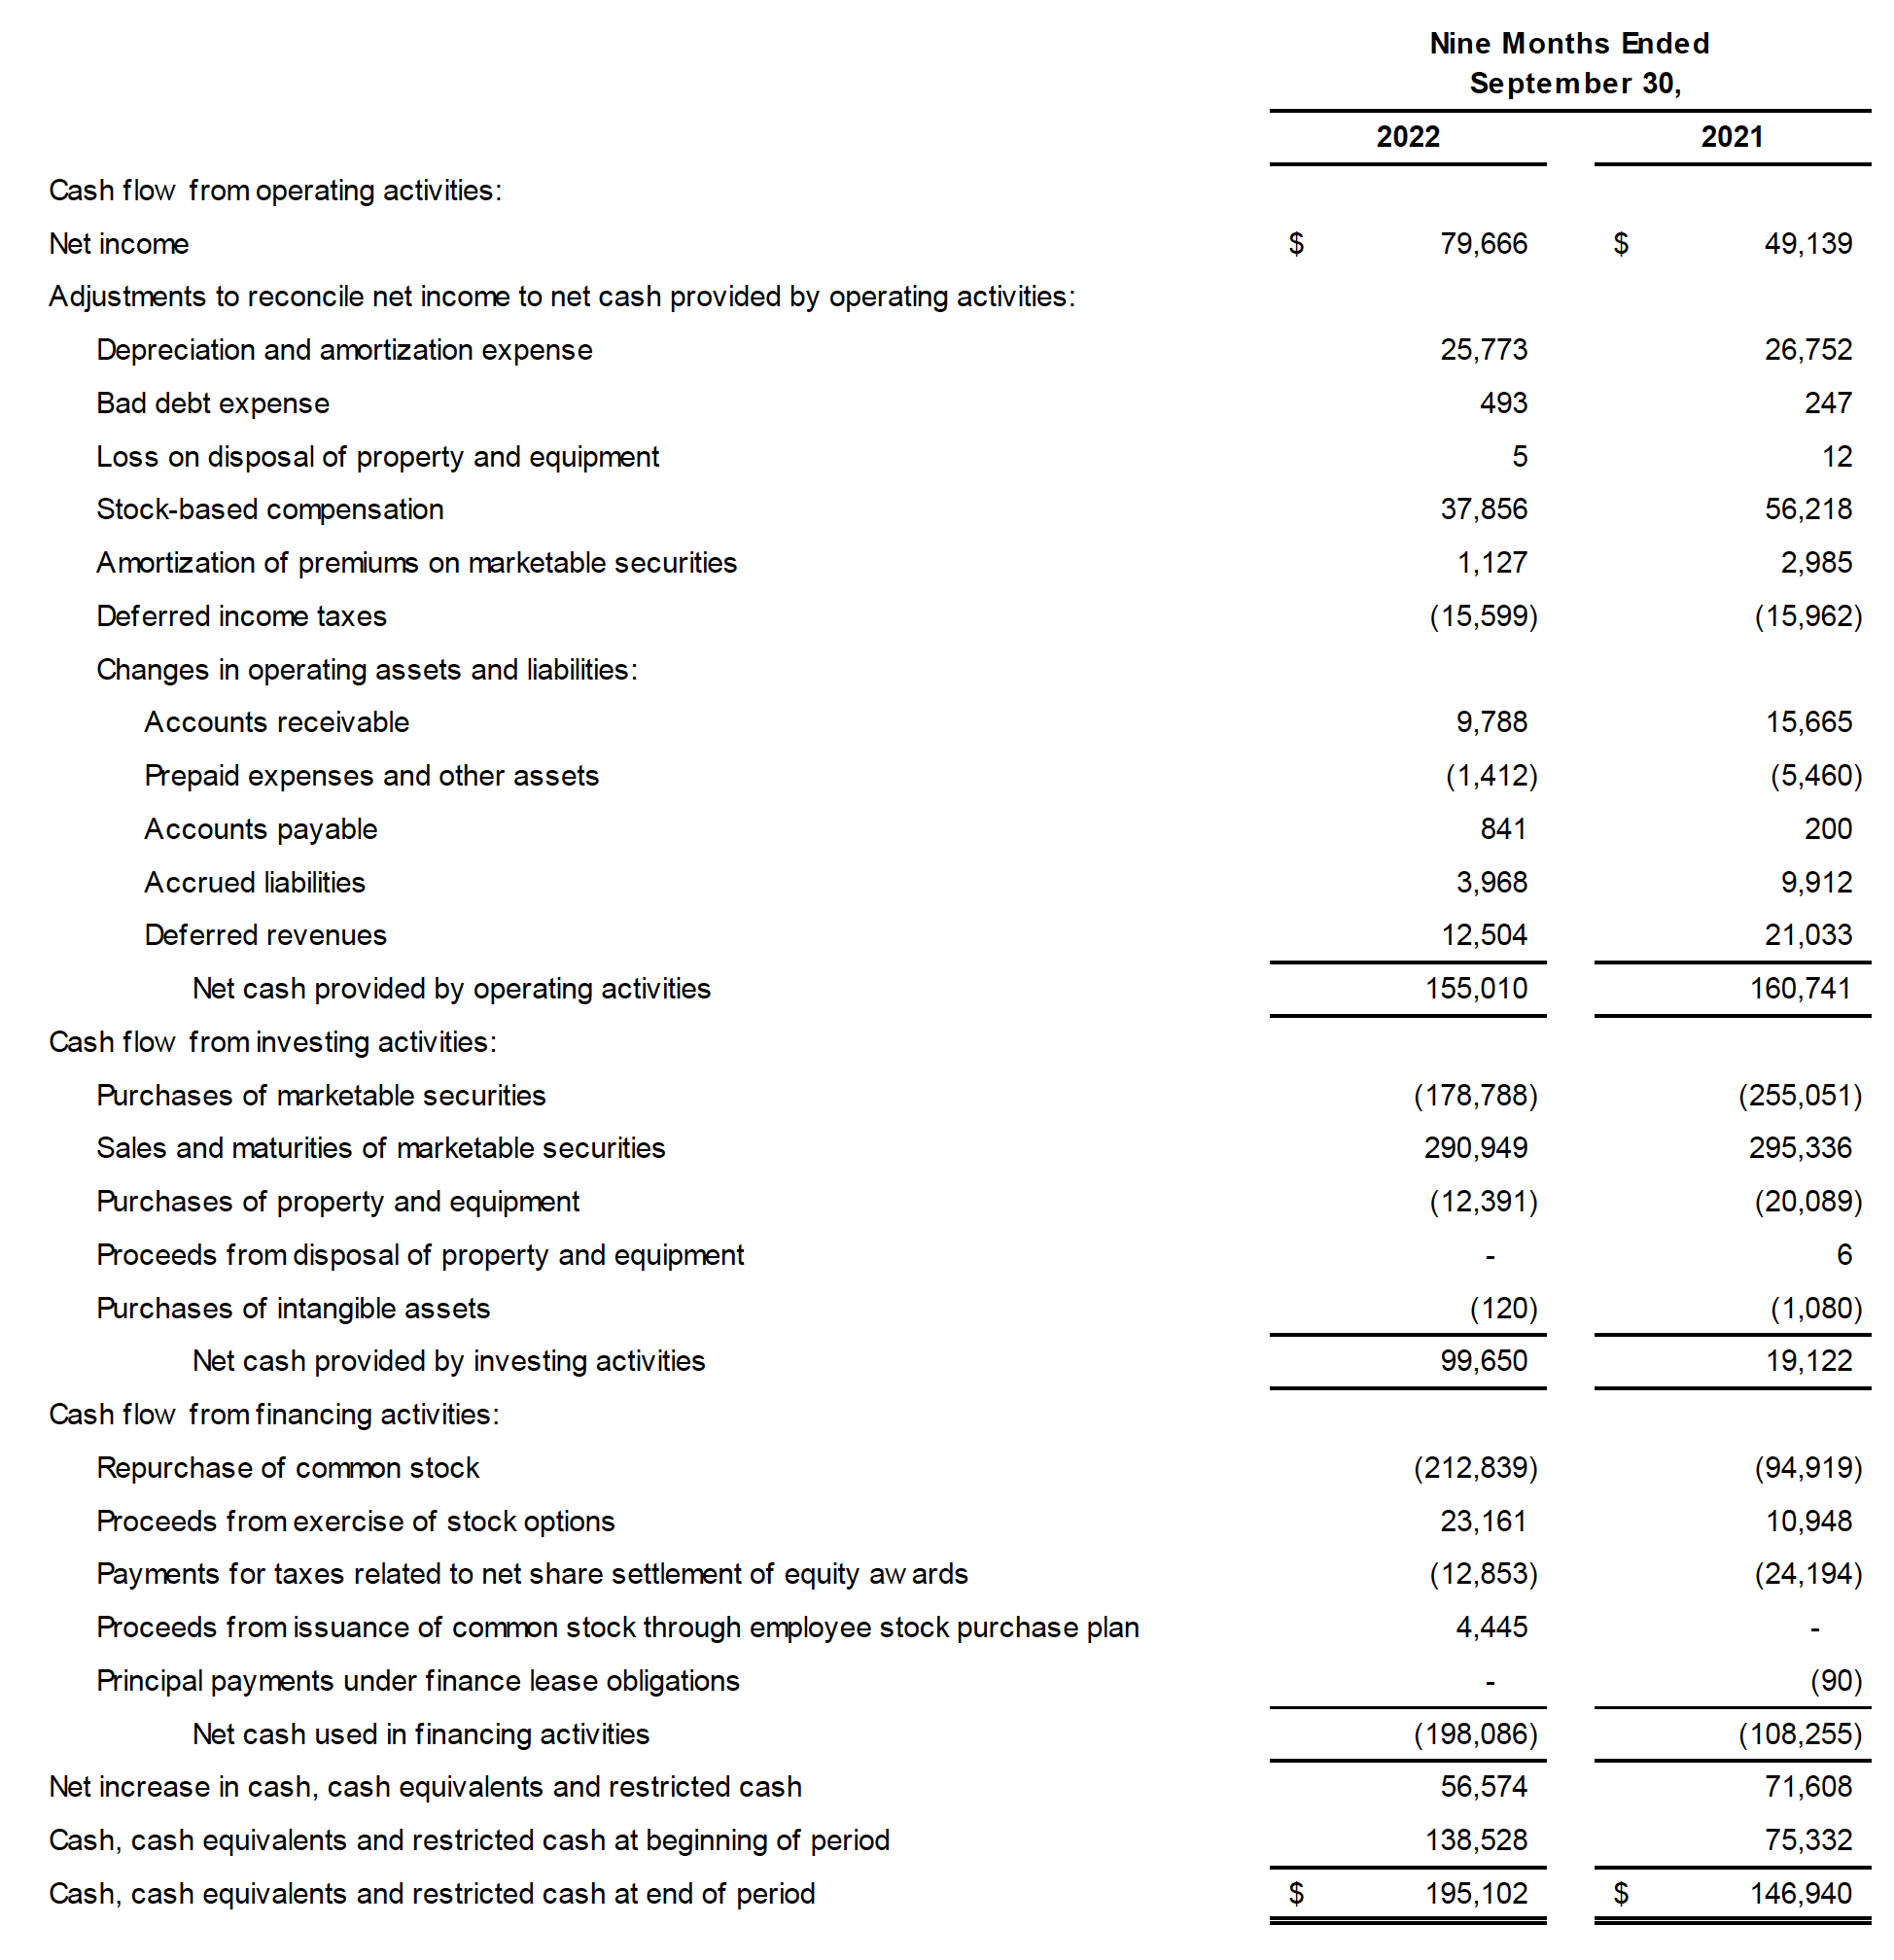 Nine Months Ended
September 30,
2022 2021
Cash flow from operating activities:
Net income $ 79,666 $ 49,139
Adjustments to reconcile net income to net cash provided by operating activities:
Depreciation and amortization expense 25,773 26,752
Bad debt expense 493 247
Loss on disposal of property and equipment 5 12
Stock-based compensation 37,856 56,218
Amortization of premiums on marketable securities 1,127 2,985
Deferred income taxes (15,599) (15,962)
Changes in operating assets and liabilities:
Accounts receivable 9,788 15,665
Prepaid expenses and other assets (1,412) (5,460)
Accounts payable 841 200
Accrued liabilities 3,968 9,912
Deferred revenues 12,504 21,033
Net cash provided by operating activities 155,010 160,741
Cash flow from investing activities:
Purchases of marketable securities (178,788) (255,051)
Sales and maturities of marketable securities 290,949 295,336
Purchases of property and equipment (12,391) (20,089)
Proceeds from disposal of property and equipment - 6
Purchases of intangible assets (120) (1,080)
Net cash provided by investing activities 99,650 19,122
Cash flow from financing activities:
Repurchase of common stock (212,839) (94,919)
Proceeds from exercise of stock options 23,161 10,948
Payments for taxes related to net share settlement of equity awards (12,853) (24,194)
Proceeds from issuance of common stock through employee stock purchase plan 4,445 -
Principal payments under finance lease obligations - (90)
Net cash used in financing activities (198,086) (108,255)
Net increase in cash, cash equivalents and restricted cash 56,574 71,608
Cash, cash equivalents and restricted cash at beginning of period 138,528 75,332
Cash, cash equivalents and restricted cash at end of period $ 195,102 $ 146,940